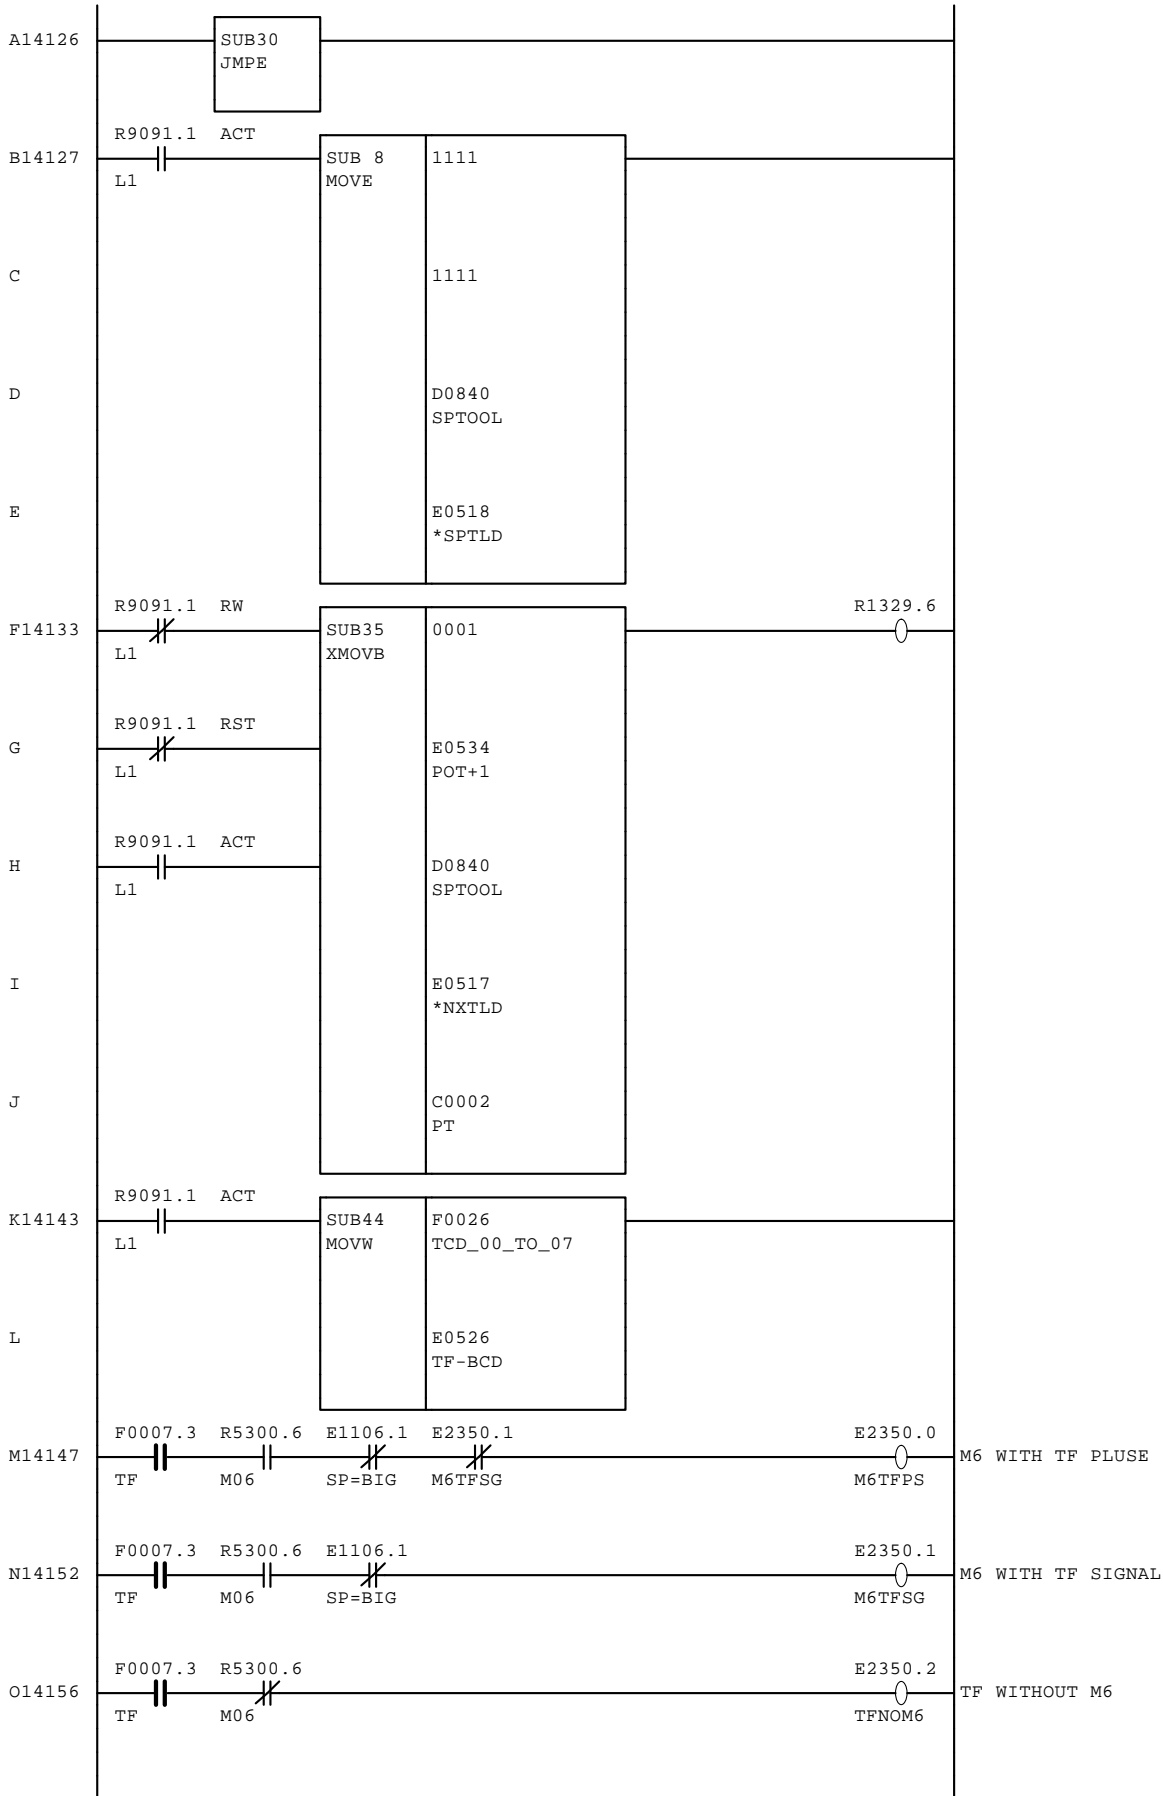 A14126 SUB30
JMPE
R9091.1 ACT
B14127 SUB 8 1111
L1 MOVE
C 1111
D D0840
SPTOOL
E E0518
*SPTLD
R9091.1 RW R1329.6
F14133 SUB35 0001
L1 XMOVB
R9091.1 RST
G E0534
L1 POT+1
R9091.1 ACT
H D0840
L1 SPTOOL
I E0517
*NXTLD
J C0002
PT
R9091.1 ACT
K14143 SUB44 F0026
L1 MOVW TCD_00_TO_07
L E0526
TF-BCD
F0007.3 R5300.6 E1106.1 E2350.1 E2350.0
M14147 M6 WITH TF PLUSE
TF M06 SP=BIG M6TFSG M6TFPS
F0007.3 R5300.6 E1106.1 E2350.1
N14152 M6 WITH TF SIGNAL
TF M06 SP=BIG M6TFSG
F0007.3 R5300.6 E2350.2
O14156 TF WITHOUT M6
TF M06 TFNOM6